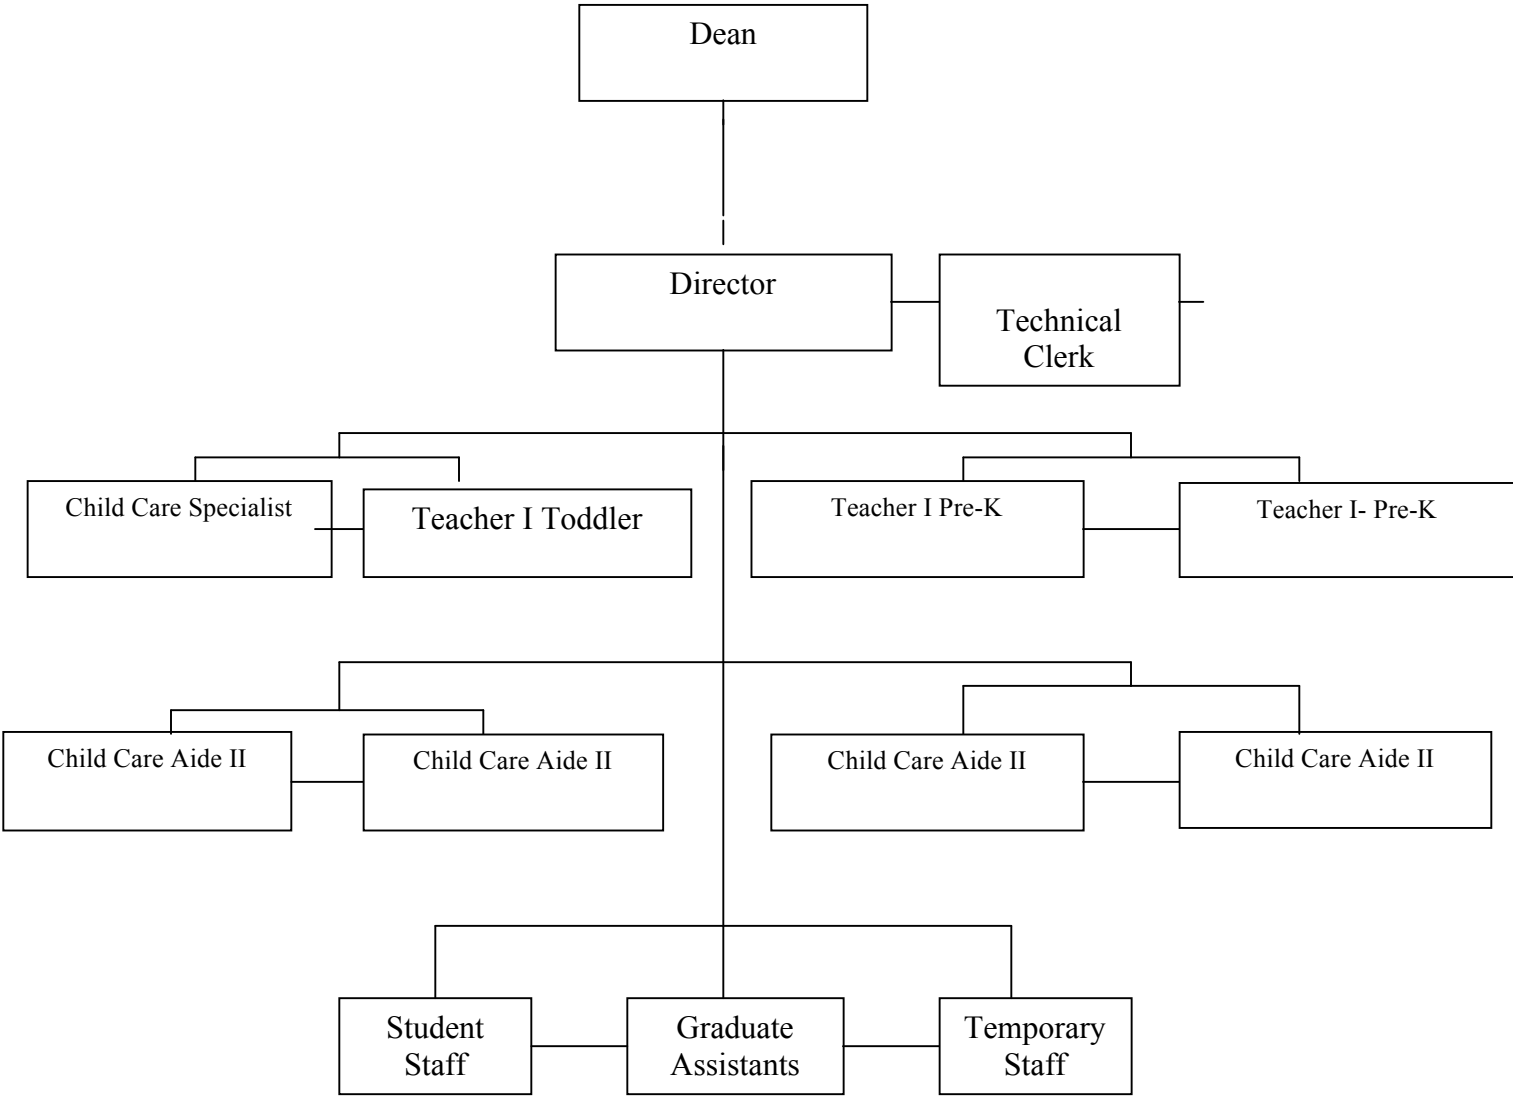 Dean
Director
Technical
Clerk
Child Care Specialist
Teacher I Toddler
Teacher I Pre-K
Teacher I- Pre-K
Child Care Aide II
Child Care Aide II
Child Care Aide II
Child Care Aide II
Student
Staff
Graduate
Assistants
Temporary
Staff